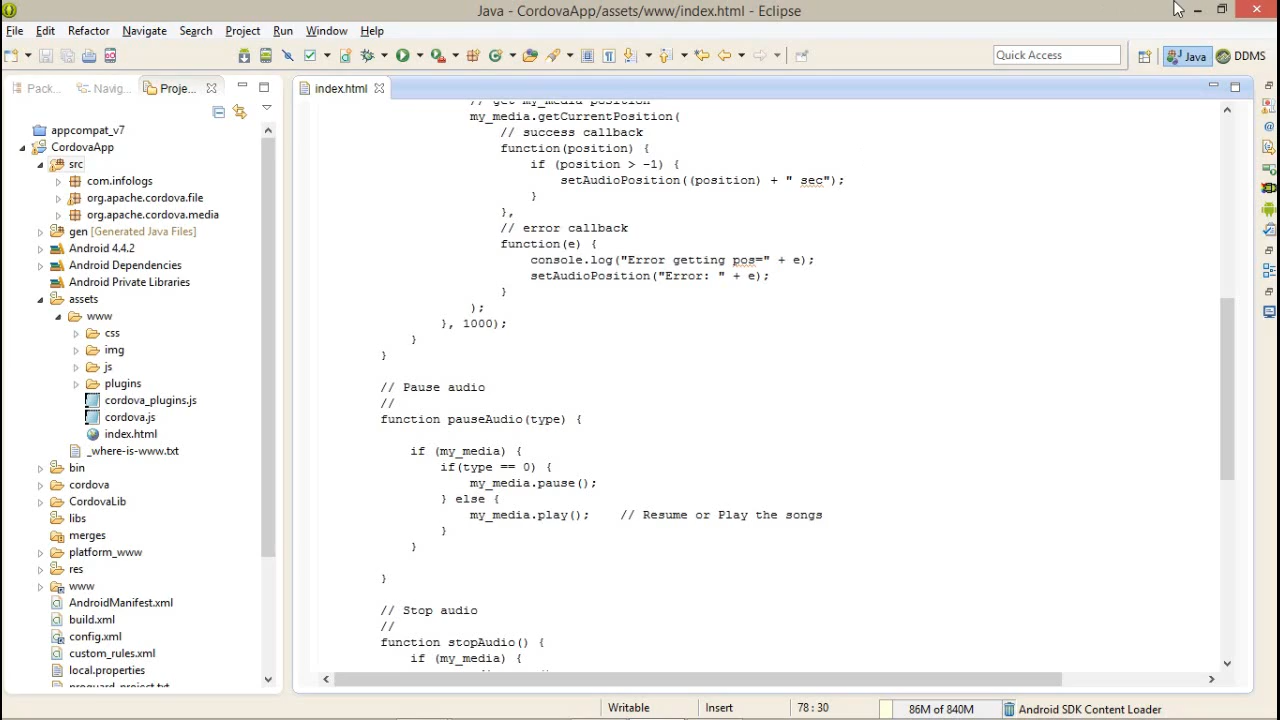 Java - CordovaApp/assets/www/index.html - Eclipse
File Edit Refactor Navigate Search Project Run Window Help
Quick Access
Java
DDMS
Pack...
Navig...
Proje...
index.html
appcompat_v7
CordovaApp
src
com.infologs
org.apache.cordova.file
org.apache.cordova.media
gen [Generated Java Files]
Android 4.4.2
Android Dependencies
Android Private Libraries
assets
www
css
img
js
plugins
cordova_plugins.js
cordova.js
index.html
_where-is-www.txt
bin
cordova
CordovaLib
libs
merges
platform_www
res
www
AndroidManifest.xml
build.xml
config.xml
custom_rules.xml
local.properties
proguard_project.txt
// get my_media position
my_media.getCurrentPosition(
// success callback
function(position) {
if (position > -1) {
setAudioPosition((position) + " sec");
}
},
// error callback
function(e) {
console.log("Error getting pos=" + e);
setAudioPosition("Error: " + e);
}
);
}, 1000);
}
}
// Pause audio
//
function pauseAudio(type) {
if (my_media) {
if(type == 0) {
my_media.pause();
} else {
my_media.play(); // Resume or Play the songs
}
}
}
// Stop audio
//
function stopAudio() {
if (my_media) {
Writable
Insert
78 : 30
86M of 840M
Android SDK Content Loader